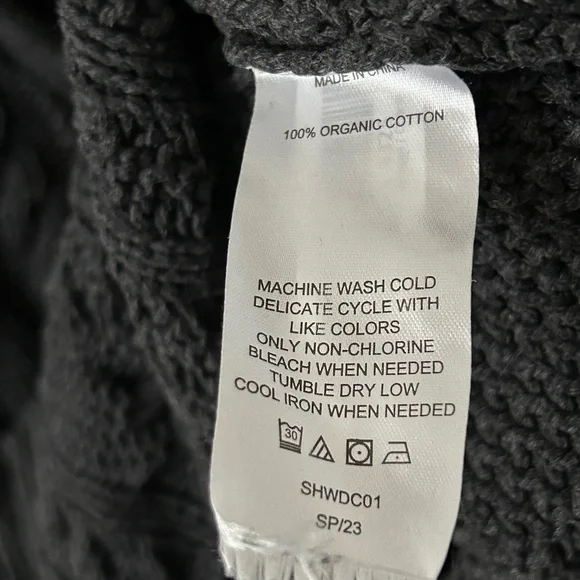 MADE IN CHINA
100% ORGANIC COTTON
MACHINE WASH COLD
DELICATE CYCLE WITH
LIKE COLORS
ONLY NON-CHLORINE
BLEACH WHEN NEEDED
TUMBLE DRY LOW
COOL IRON WHEN NEEDED
30
SHWDC01
SP/23